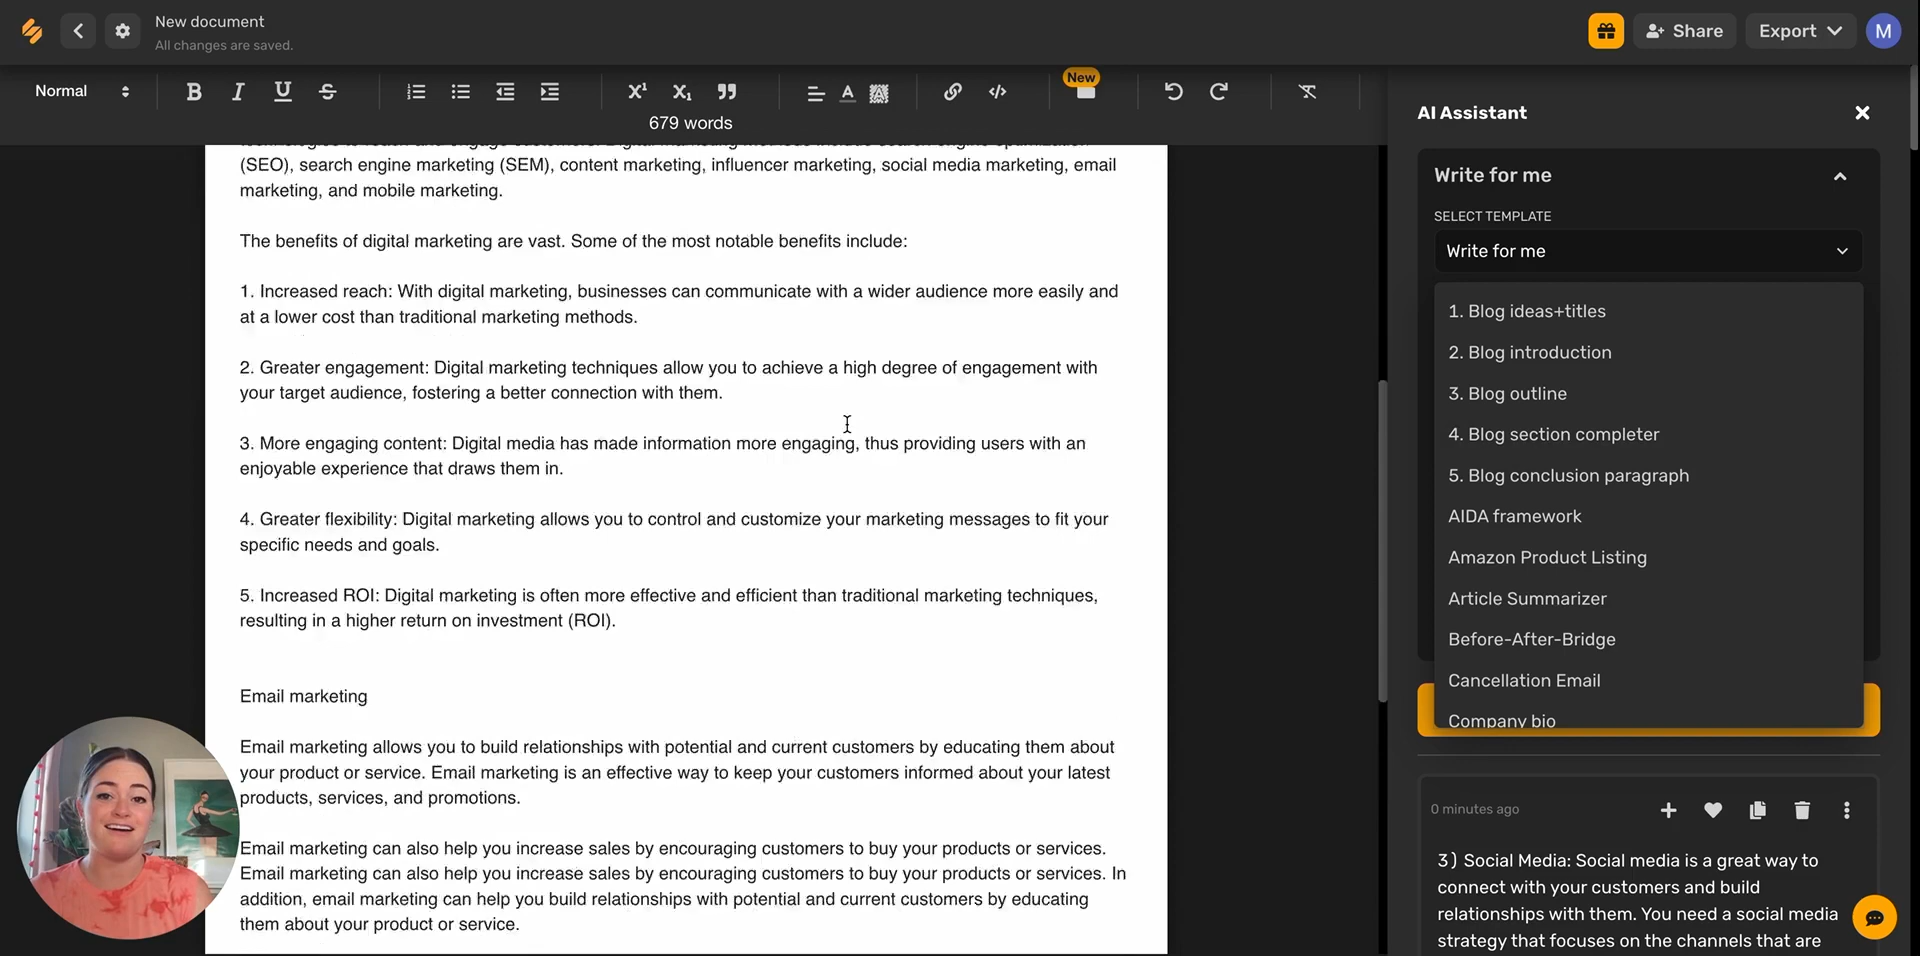 New document
All changes are saved.
Share
Export
M
Normal
B
I
U
S
X¹
X₁
A
New
679 words
(SEO), search engine marketing (SEM), content marketing, influencer marketing, social media marketing, email
marketing, and mobile marketing.
The benefits of digital marketing are vast. Some of the most notable benefits include:
1. Increased reach: With digital marketing, businesses can communicate with a wider audience more easily and
at a lower cost than traditional marketing methods.
2. Greater engagement: Digital marketing techniques allow you to achieve a high degree of engagement with
your target audience, fostering a better connection with them.
3. More engaging content: Digital media has made information more engaging, thus providing users with an
enjoyable experience that draws them in.
4. Greater flexibility: Digital marketing allows you to control and customize your marketing messages to fit your
specific needs and goals.
5. Increased ROI: Digital marketing is often more effective and efficient than traditional marketing techniques,
resulting in a higher return on investment (ROI).
Email marketing
Email marketing allows you to build relationships with potential and current customers by educating them about
your product or service. Email marketing is an effective way to keep your customers informed about your latest
products, services, and promotions.
Email marketing can also help you increase sales by encouraging customers to buy your products or services.
Email marketing can also help you increase sales by encouraging customers to buy your products or services. In
addition, email marketing can help you build relationships with potential and current customers by educating
them about your product or service.
AI Assistant
Write for me
SELECT TEMPLATE
Write for me
1. Blog ideas+titles
2. Blog introduction
3. Blog outline
4. Blog section completer
5. Blog conclusion paragraph
AIDA framework
Amazon Product Listing
Article Summarizer
Before-After-Bridge
Cancellation Email
Company bio
0 minutes ago
3) Social Media: Social media is a great way to
connect with your customers and build
relationships with them. You need a social media
strategy that focuses on the channels that are